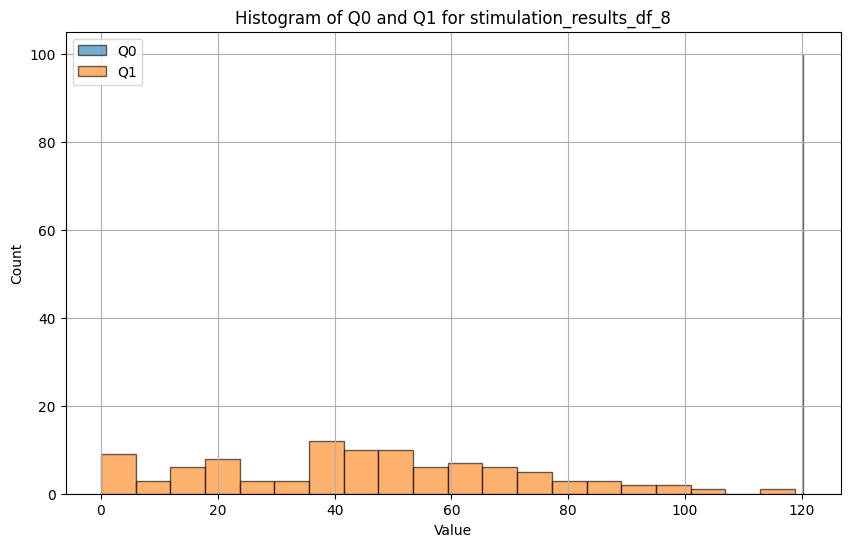 Histogram of Q0 and Q1 for stimulation_results_df_8
Q0
Q1
100
80
60
40
20
0
Count
0 20 40 60 80 100 120
Value